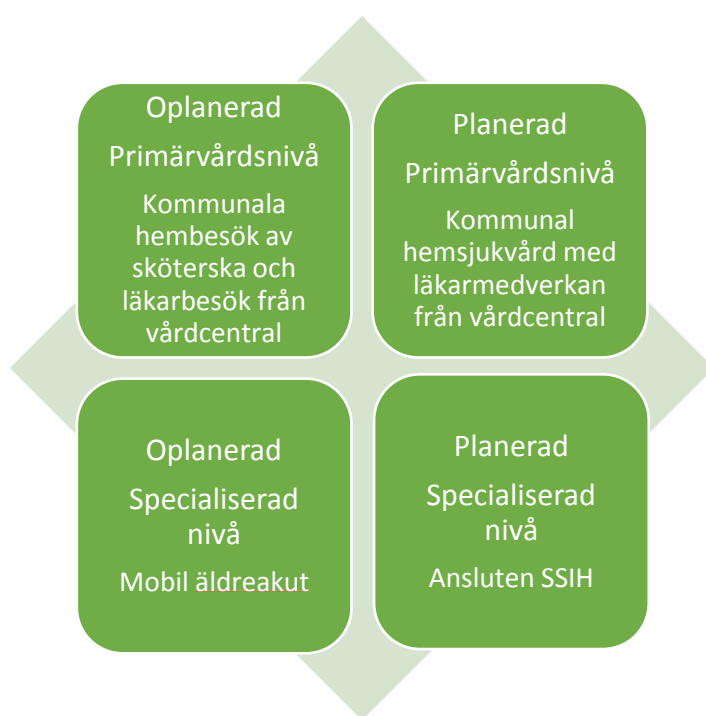 Oplanerad
Primärvårdsnivå
Kommunala
hembesök av
sköterska och
läkarbesök från
vårdcentral
Planerad
Primärvårdsnivå
Kommunal
hemsjukvård med
läkarmedverkan
från vårdcentral
Oplanerad
Specialiserad
nivå
Mobil äldreakut
Planerad
Specialiserad
nivå
Ansluten SSIH